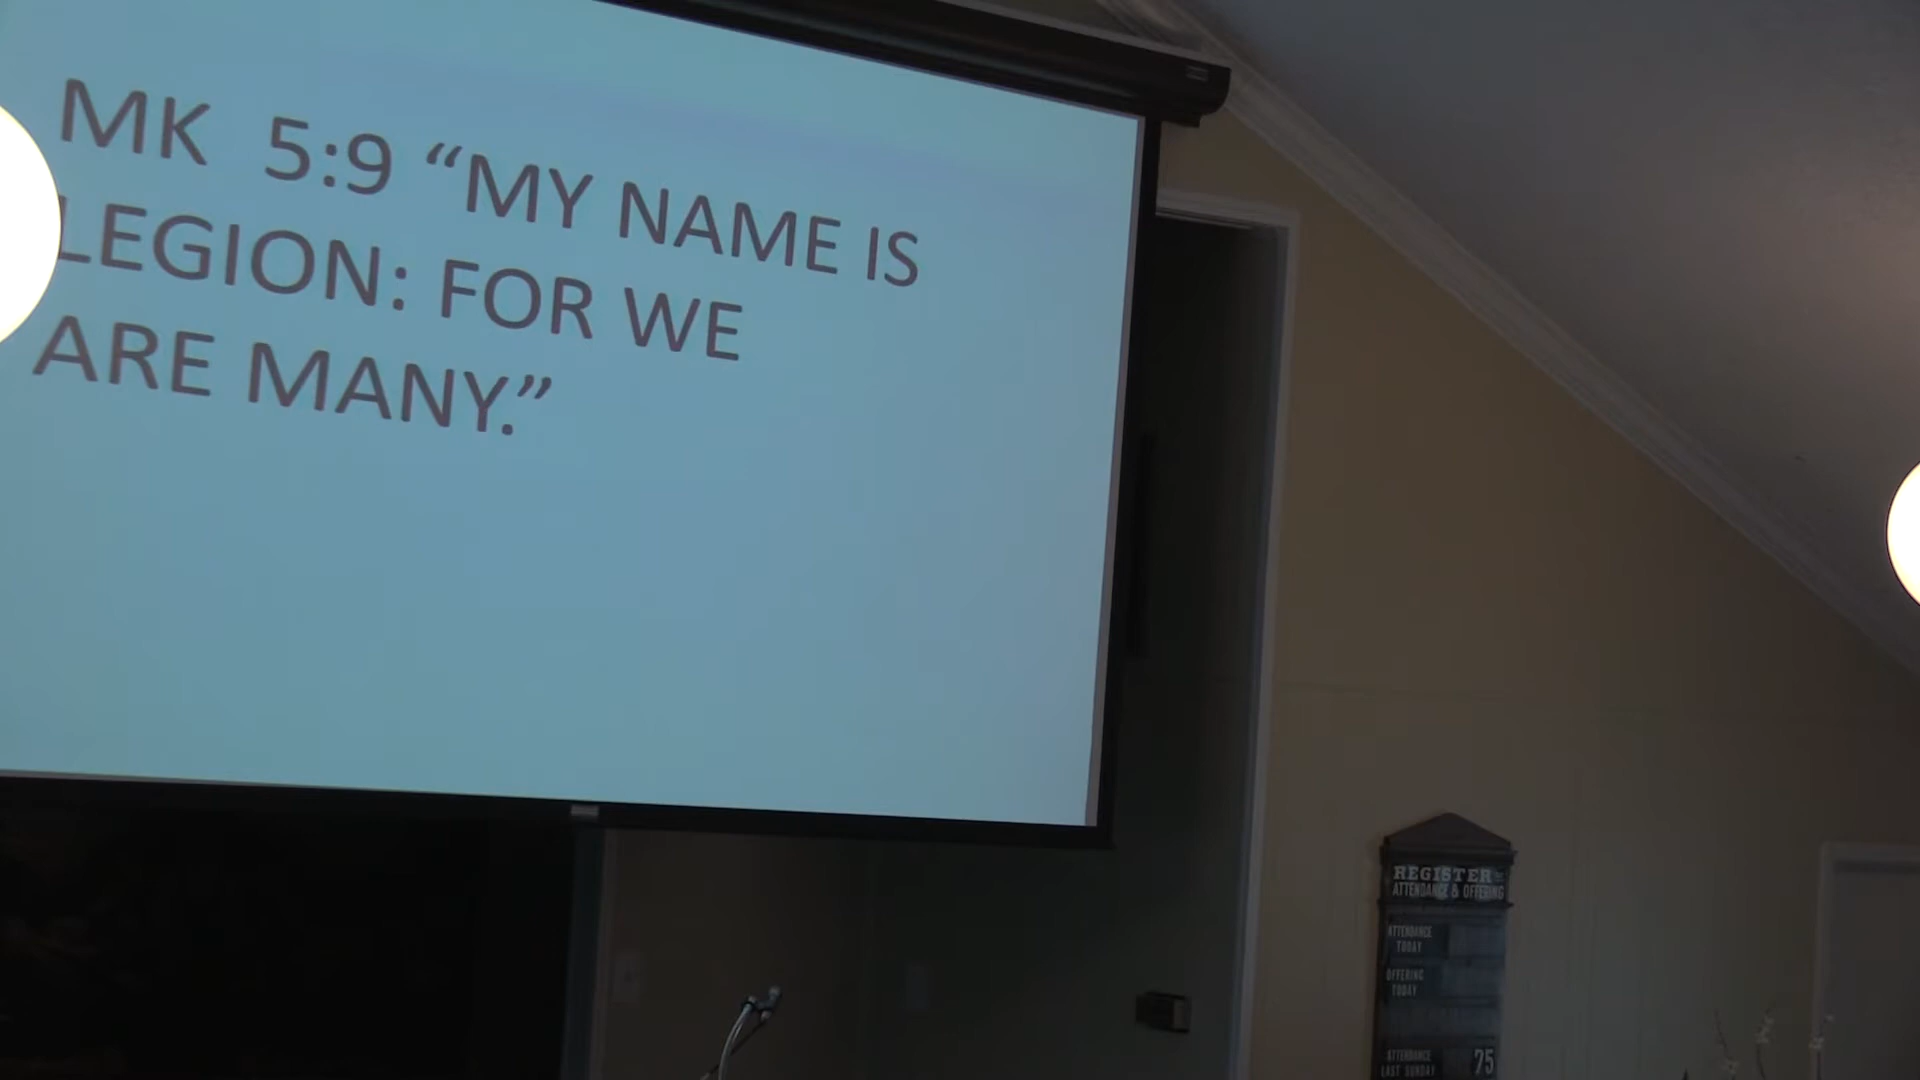 MK 5:9 “MY NAME IS
LEGION: FOR WE
ARE MANY.”
REGISTER
ATTENDANCE & OFFERING
ATTENDANCE
TODAY
OFFERING
TODAY
ATTENDANCE
LAST SUNDAY
75